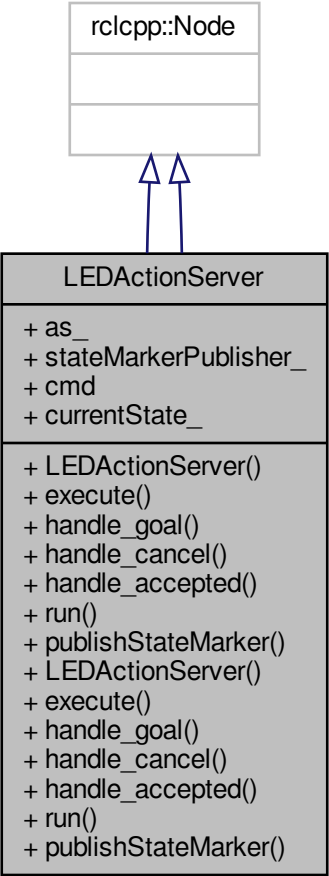 rclcpp::Node
LEDActionServer
+ as_
+ stateMarkerPublisher_
+ cmd
+ currentState_
+ LEDActionServer()
+ execute()
+ handle_goal()
+ handle_cancel()
+ handle_accepted()
+ run()
+ publishStateMarker()
+ LEDActionServer()
+ execute()
+ handle_goal()
+ handle_cancel()
+ handle_accepted()
+ run()
+ publishStateMarker()